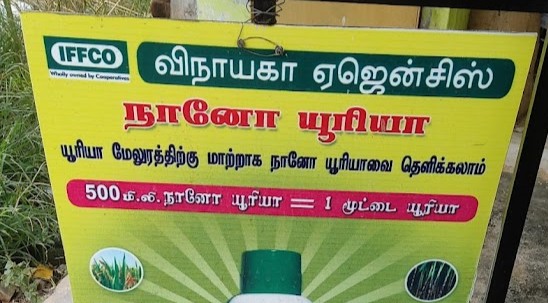 IFFCO
Wholly owned by Cooperatives
விநாயகா ஏஜென்சிஸ்
நானோ யூரியா
யூரியா மேலுரத்திற்கு மாற்றாக நானோ யூரியாவை தெளிக்கலாம்
500 மி.லி. நானோ யூரியா = 1 மூட்டை யூரியா